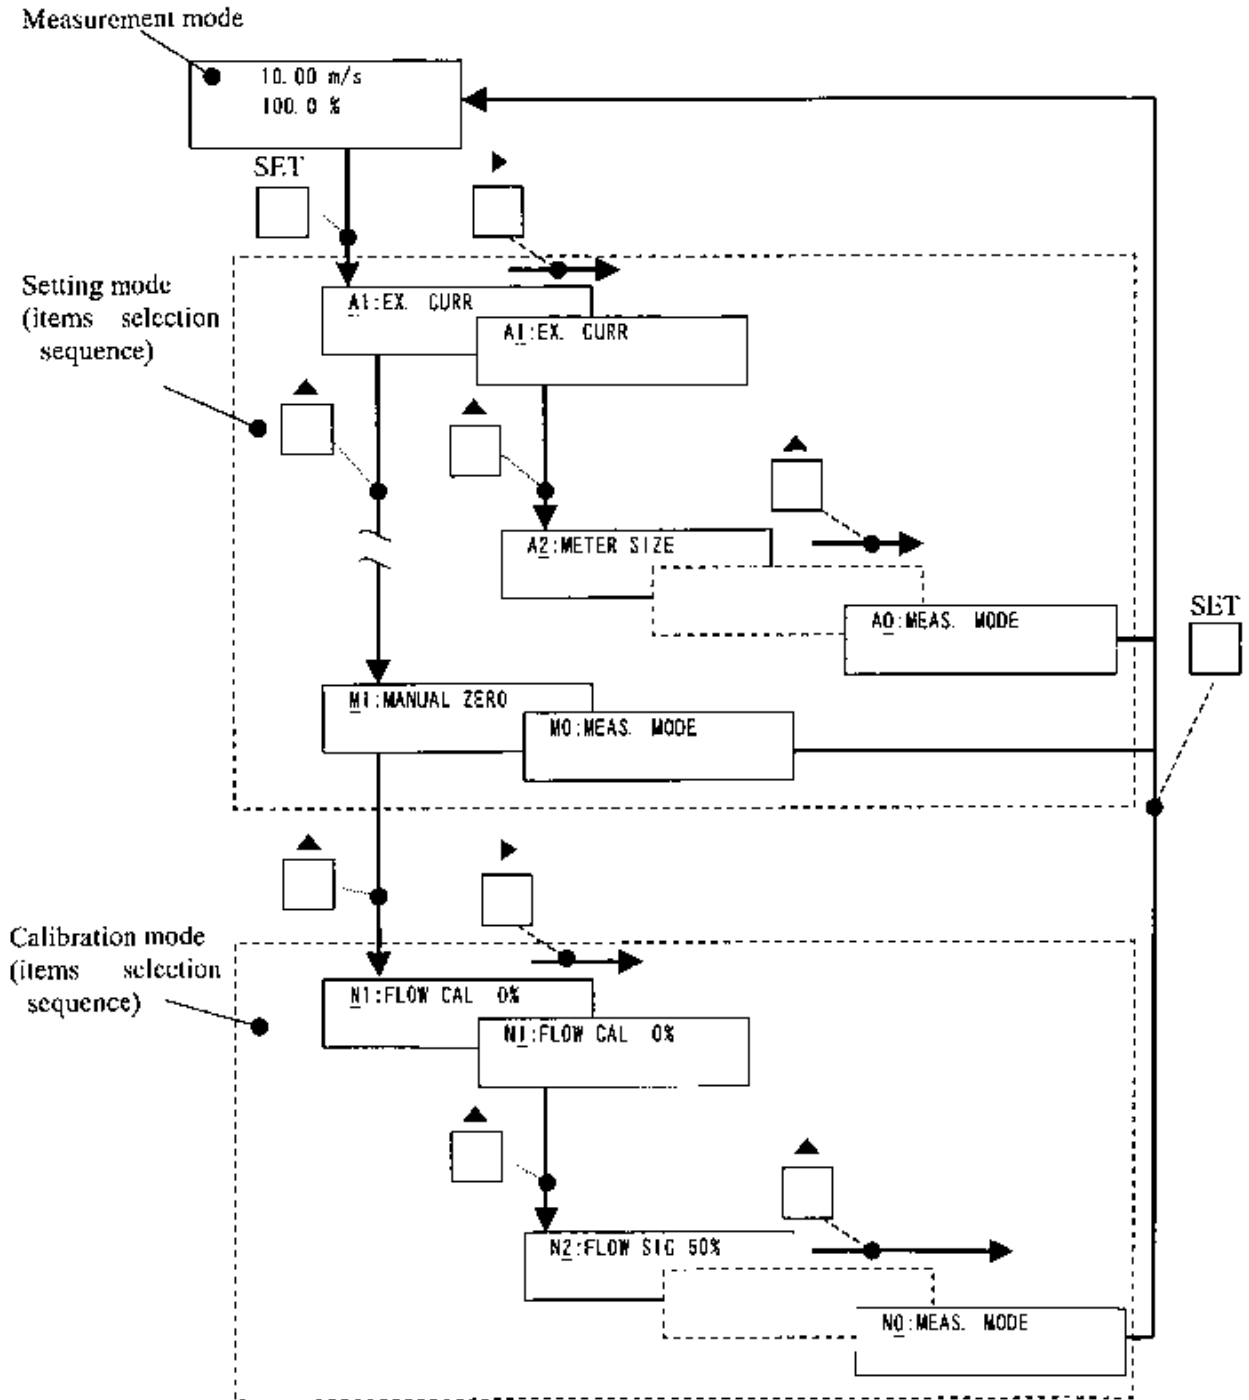 Measurement mode
10.00 m/s
100.0 %
SET
▶
Setting mode
(items selection
sequence)
A1:EX. CURR
A1:EX. CURR
▲
▲
▲
A2:METER SIZE
A0:MEAS. MODE
SET
M1:MANUAL ZERO
M0:MEAS. MODE
▲
▶
Calibration mode
(items selection
sequence)
N1:FLOW CAL 0%
N1:FLOW CAL 0%
▲
▲
N2:FLOW SIG 50%
N0:MEAS. MODE